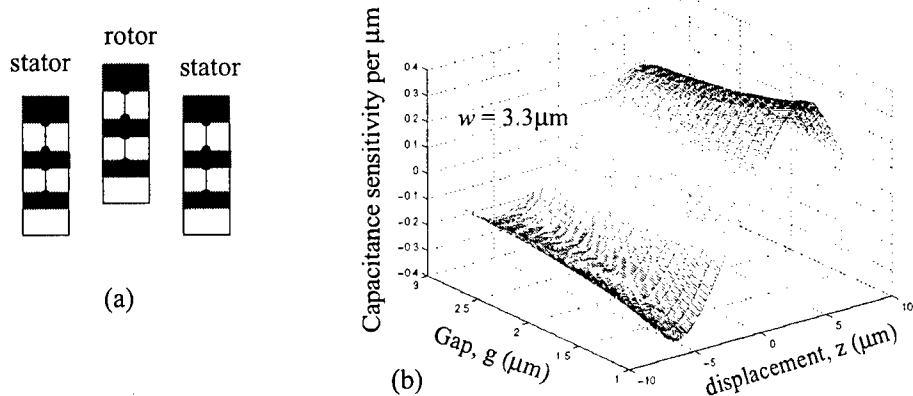 (a)
rotor
stator
stator
(b)
Capacitance sensitivity per μm
0.4
0.3
0.2
0.1
0
-0.1
-0.2
-0.3
-0.4
w = 3.3μm
3
2.5
2
1.5
1
Gap, g (μm)
-10
-5
0
5
10
displacement, z (μm)